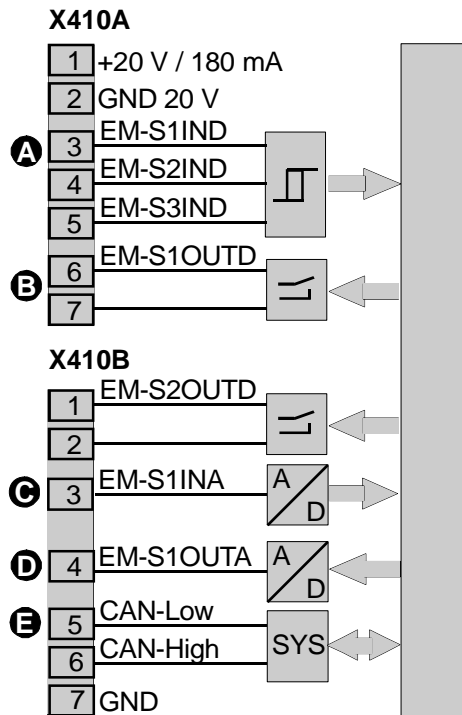 X410A
1 +20 V / 180 mA
2 GND 20 V
A 3 EM-S1IND
4 EM-S2IND
5 EM-S3IND
B 6 EM-S1OUTD
7
X410B
1 EM-S2OUTD
2
C 3 EM-S1INA A D
D 4 EM-S1OUTA A D
E 5 CAN-Low
6 CAN-High SYS
7 GND